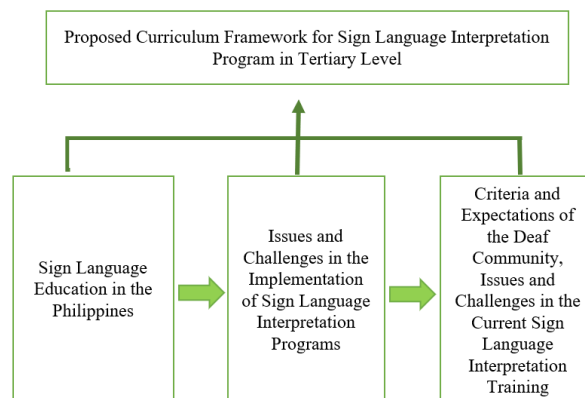 Proposed Curriculum Framework for Sign Language Interpretation
Program in Tertiary Level
Sign Language
Education in the
Philippines
Issues and
Challenges in the
Implementation
of Sign Language
Interpretation
Programs
Criteria and
Expectations of
the Deaf
Community,
Issues and
Challenges in the
Current Sign
Language
Interpretation
Training